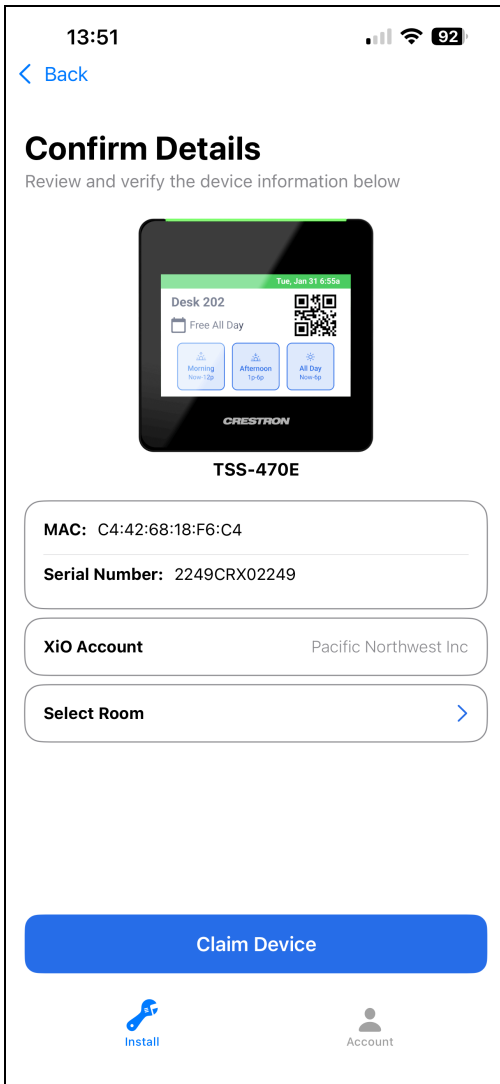 13:51
92
Back
Confirm Details
Review and verify the device information below
Tue, Jan 31 6:55a
Desk 202
Free All Day
Morning
Now-12p
Afternoon
1p-6p
All Day
Now-6p
CRESTRON
TSS-470E
MAC: C4:42:68:18:F6:C4
Serial Number: 2249CRX02249
XiO Account Pacific Northwest Inc
Select Room
Claim Device
Install
Account